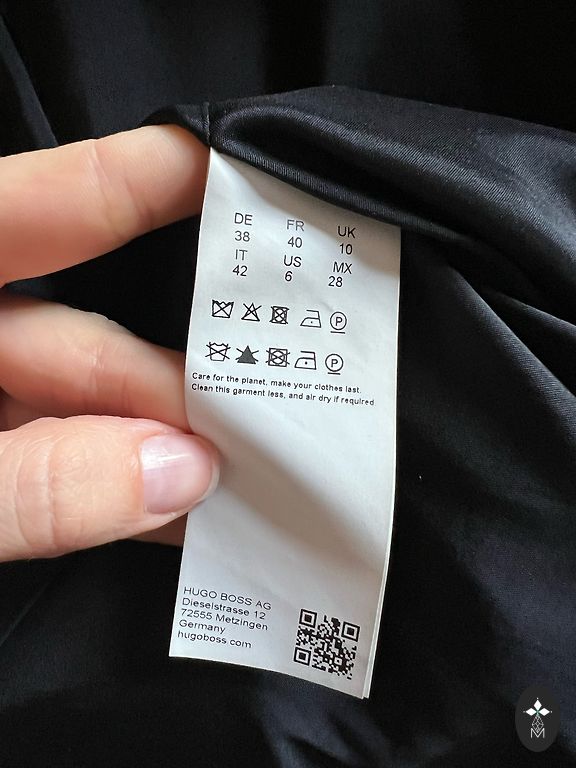 DE FR UK
38 40 10
IT US MX
42 6 28
P
P
Care for the planet, make your clothes last.
Clean this garment less, and air dry if required
HUGO BOSS AG
Dieselstrasse 12
72555 Metzingen
Germany
hugoboss.com
M